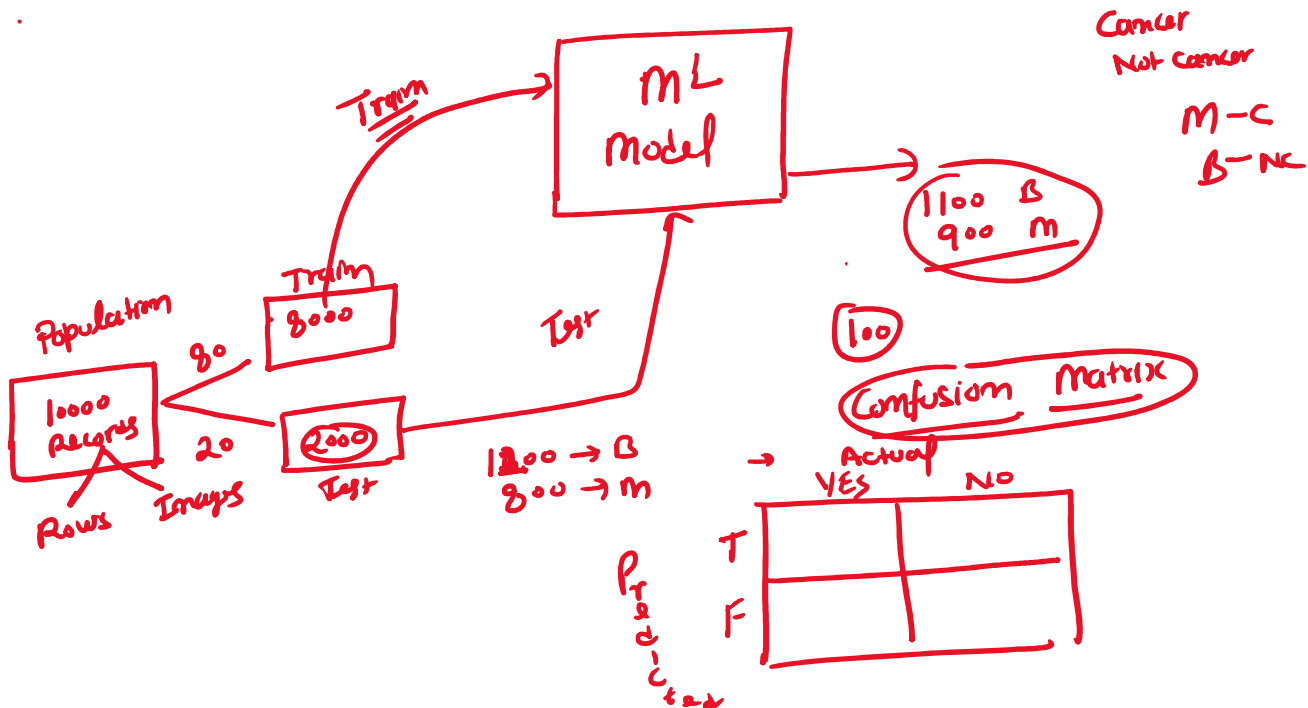 Cancer
Not Cancer
M - C
B - NC
ML
Model
Train
1100 B
900 M
Train
8000
Population
80
10000
Records
20
2000
Test
Rows
Images
Test
1200 → B
800 → M
100
Confusion Matrix
→ Actual
YES NO
T
F
Predicted